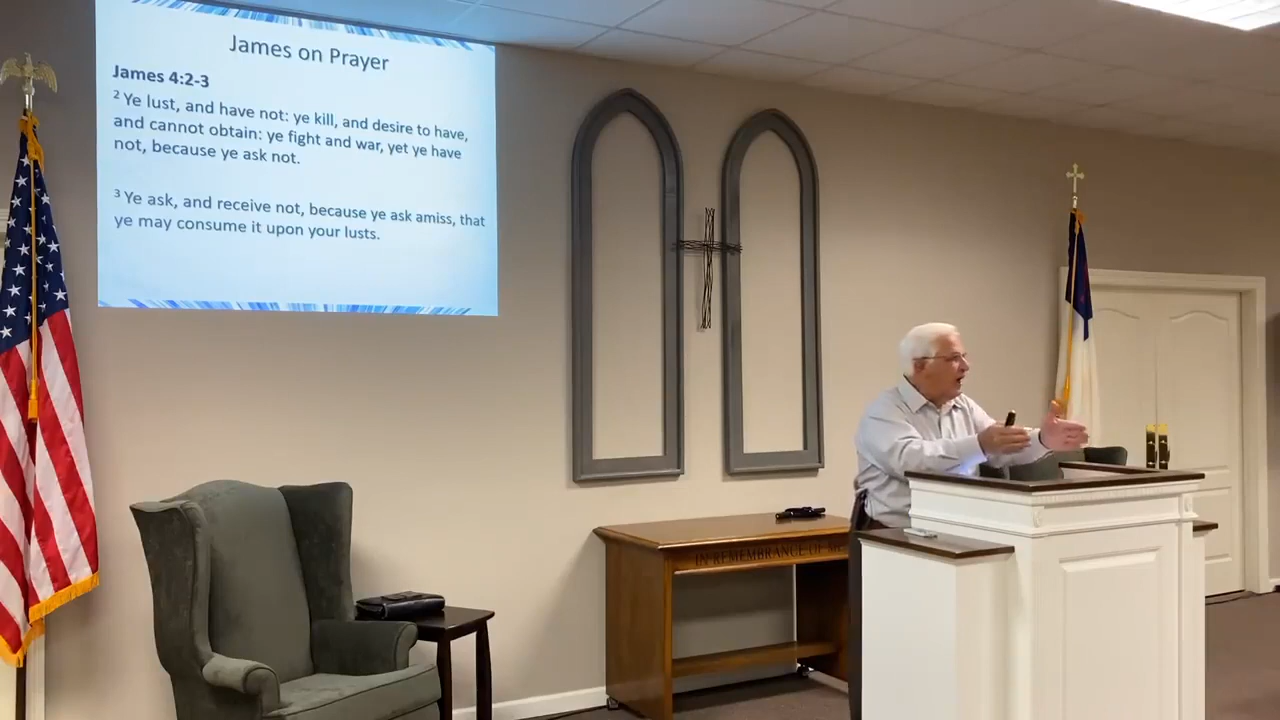 James on Prayer
James 4:2-3
2 Ye lust, and have not: ye kill, and desire to have,
and cannot obtain: ye fight and war, yet ye have
not, because ye ask not.
3 Ye ask, and receive not, because ye ask amiss, that
ye may consume it upon your lusts.
IN REMEMBRANCE OF